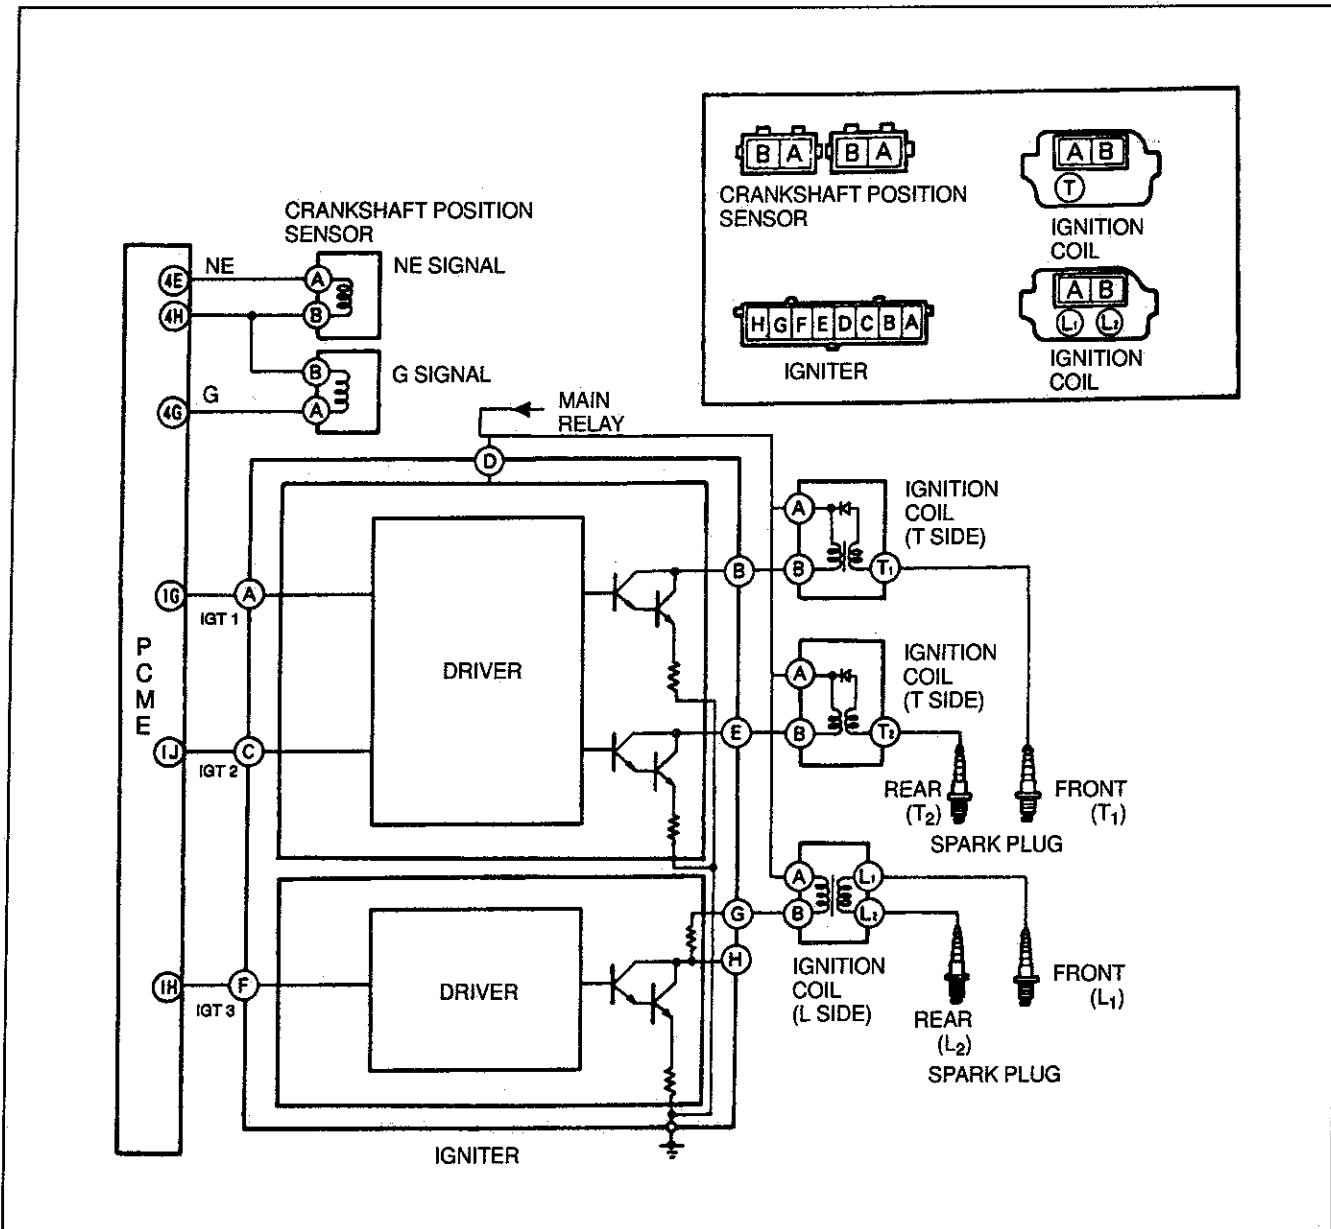 B A
B A
CRANKSHAFT POSITION
SENSOR
A B
T
IGNITION
COIL
H G F E D C B A
IGNITER
A B
L1 L2
IGNITION
COIL
CRANKSHAFT POSITION
SENSOR
4E
NE
A
NE SIGNAL
4H
B
B
G SIGNAL
4G
G
A
MAIN
RELAY
D
PCME
1G
IGT 1
A
DRIVER
B
A
B
T1
IGNITION
COIL
(T SIDE)
1J
IGT 2
C
E
A
B
T2
IGNITION
COIL
(T SIDE)
REAR
(T2)
FRONT
(T1)
SPARK PLUG
1H
IGT 3
F
DRIVER
G
H
A
B
L1
L2
IGNITION
COIL
(L SIDE)
REAR
(L2)
FRONT
(L1)
SPARK PLUG
IGNITER